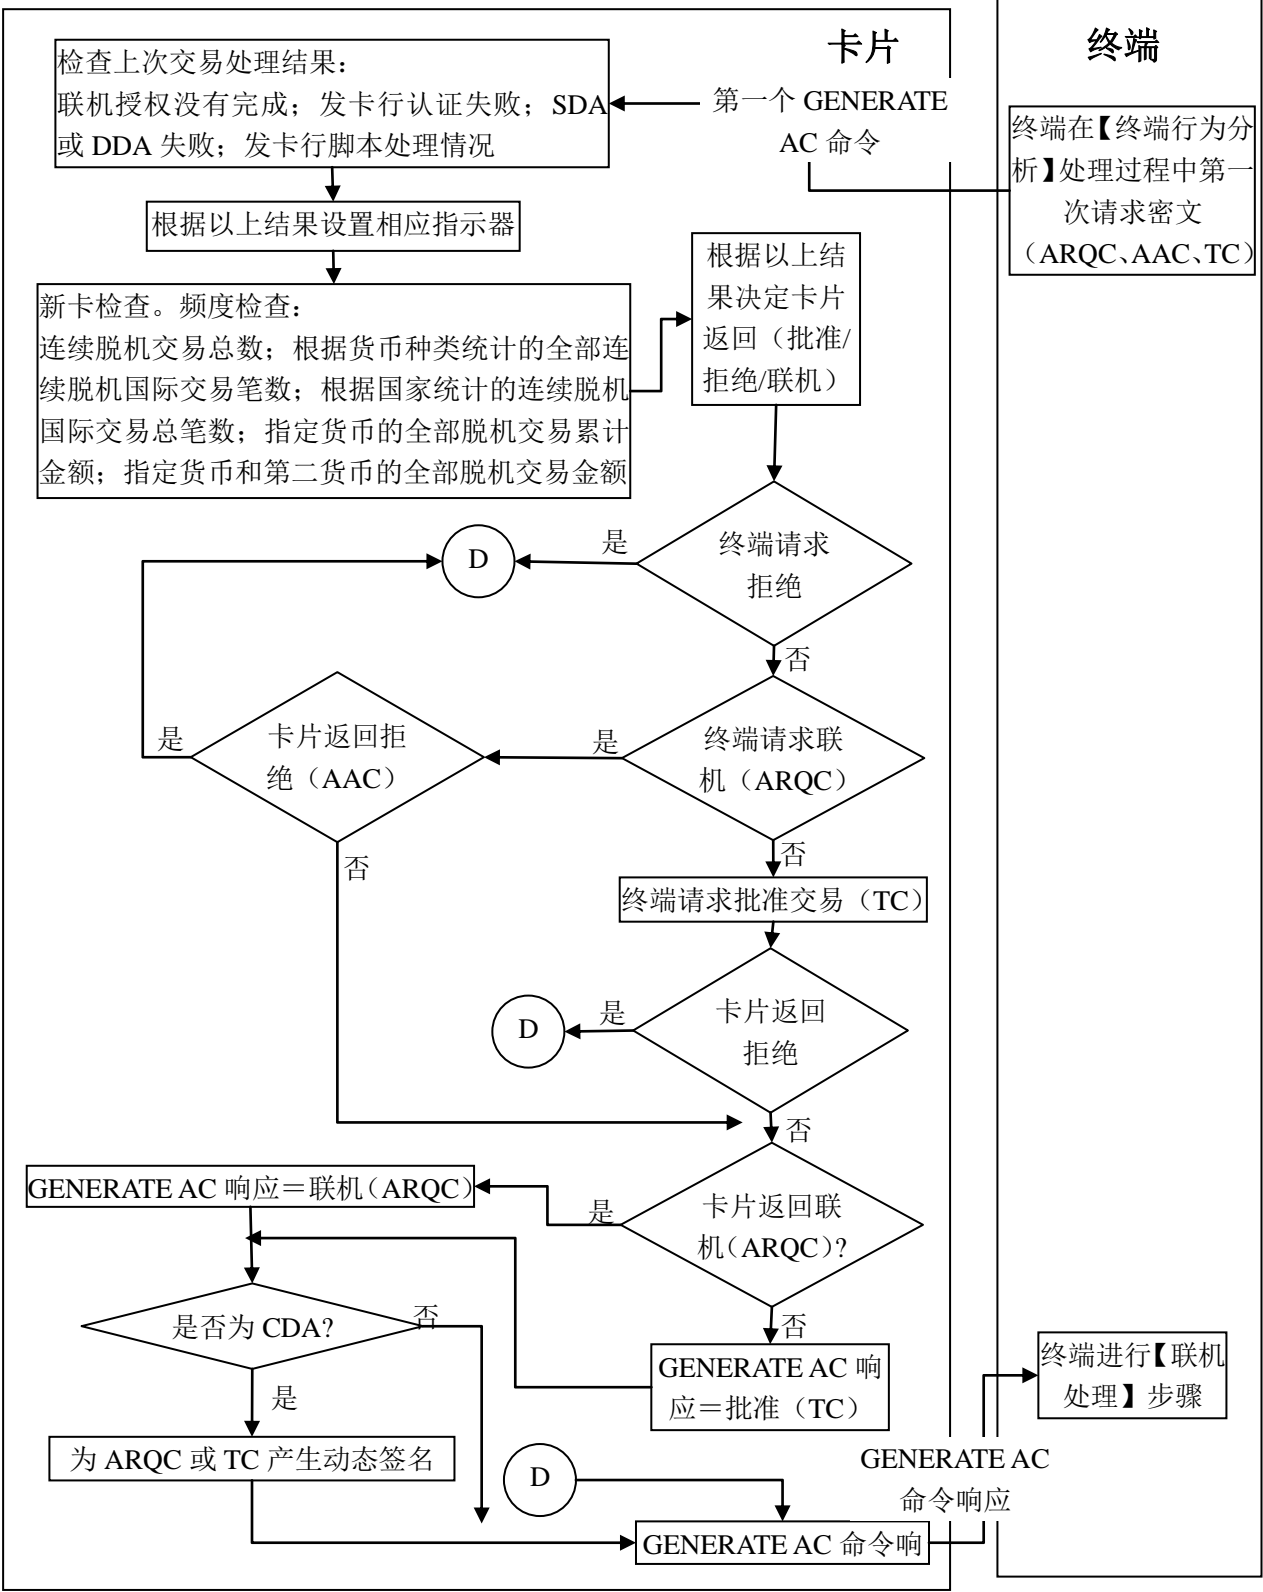 卡片
终端
检查上次交易处理结果：
联机授权没有完成；发卡行认证失败；SDA
或 DDA 失败；发卡行脚本处理情况
第一个 GENERATE
AC 命令
终端在【终端行为分
析】处理过程中第一
次请求密文
（ARQC、AAC、TC）
根据以上结果设置相应指示器
新卡检查。频度检查：
连续脱机交易总数；根据货币种类统计的全部连
续脱机国际交易笔数；根据国家统计的连续脱机
国际交易总笔数；指定货币的全部脱机交易累计
金额；指定货币和第二货币的全部脱机交易金额
根据以上结
果决定卡片
返回（批准/
拒绝/联机）
终端请求
拒绝
是
D
否
终端请求联
机（ARQC）
是
卡片返回拒
绝（AAC）
是
否
否
终端请求批准交易（TC）
卡片返回
拒绝
是
D
否
卡片返回联
机（ARQC）？
是
GENERATE AC 响应＝联机（ARQC）
否
是否为 CDA?
否
是
GENERATE AC 响
应＝批准（TC）
为 ARQC 或 TC 产生动态签名
D
GENERATE AC 命令响
GENERATE AC
命令响应
终端进行【联机
处理】步骤